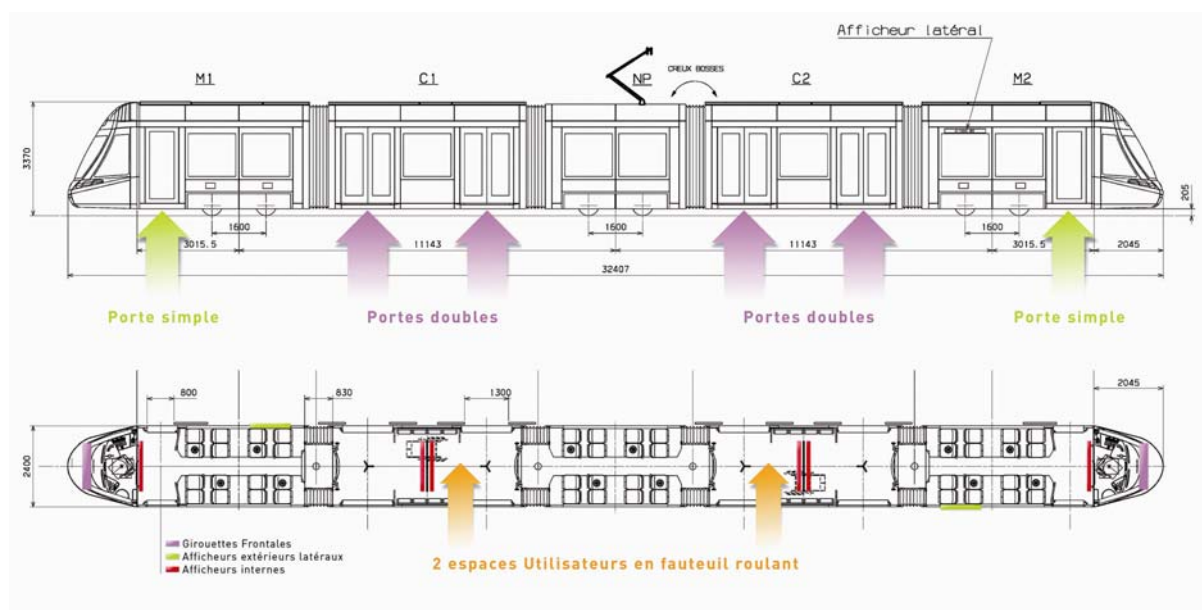 Afficheur latéral
M1
C1
NP
CREUX BOSSES
C2
M2
3370
205
1600
1600
1600
3015.5
11143
11143
3015.5
2045
32407
Porte simple
Portes doubles
Portes doubles
Porte simple
800
830
1300
2045
2400
Girouettes Frontales
Afficheurs extérieurs latéraux
Afficheurs internes
2 espaces Utilisateurs en fauteuil roulant